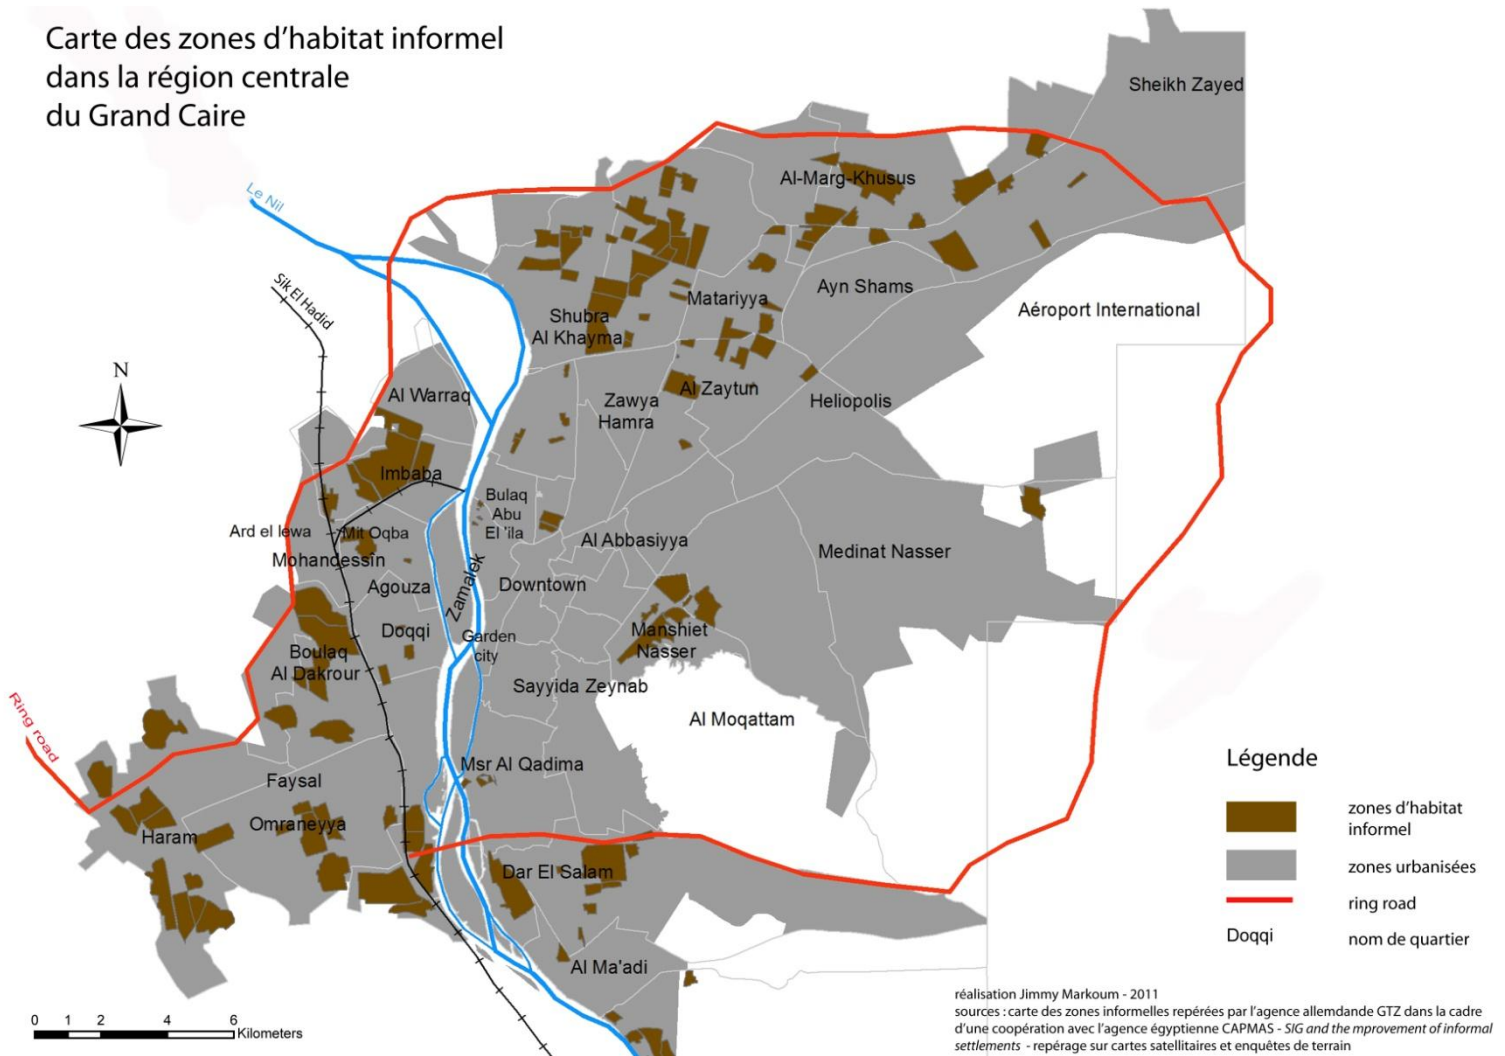 Carte des zones d’habitat informel
dans la région centrale
du Grand Caire
Sheikh Zayed
Al-Marg-Khusus
Le Nil
Sik El Hadid
Ayn Shams
Matariyya
Aéroport International
Shubra
Al Khayma
N
Al Warraq
Zawya
Hamra
Al Zaytun
Heliopolis
Imbaba
Bulaq
Abu
El 'ila
Ard el lewa
Mit Oqba
Al Abbasiyya
Medinat Nasser
Mohandessin
Agouza
Zamalek
Downtown
Doqqi
Garden
city
Manshiet
Nasser
Boulaq
Al Dakrour
Sayyida Zeynab
Al Moqattam
Ring road
Msr Al Qadima
Faysal
Omraneyya
Haram
Dar El Salam
Al Ma'adi
Légende
zones d’habitat
informel
zones urbanisées
ring road
Doqqi
nom de quartier
0 1 2 4 6
Kilometers
réalisation Jimmy Markoum - 2011
sources : carte des zones informelles repérées par l’agence allemdande GTZ dans la cadre
d’une coopération avec l’agence égyptienne CAPMAS - SIG and the mprovement of informal
settlements - repérage sur cartes satellitaires et enquêtes de terrain